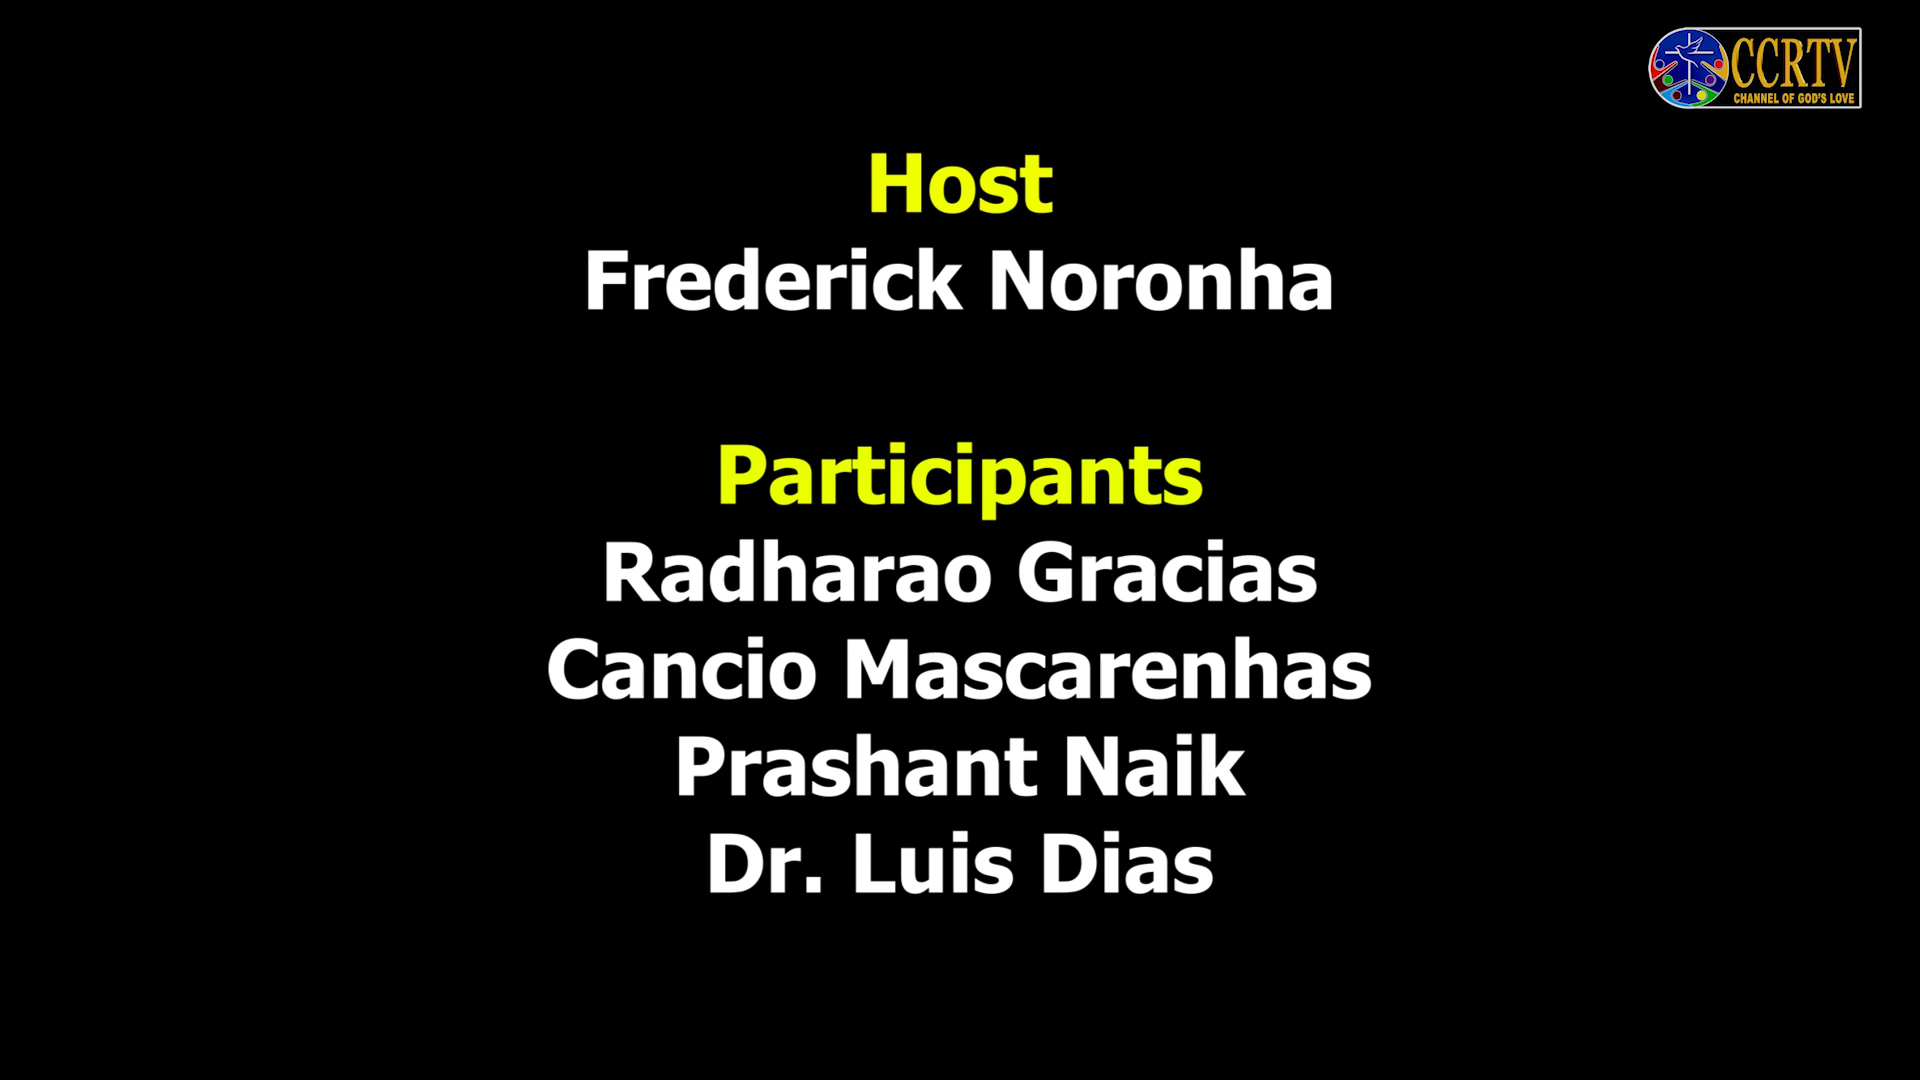 CCRTV
CHANNEL OF GOD'S LOVE
Host
Frederick Noronha
Participants
Radharao Gracias
Cancio Mascarenhas
Prashant Naik
Dr. Luis Dias